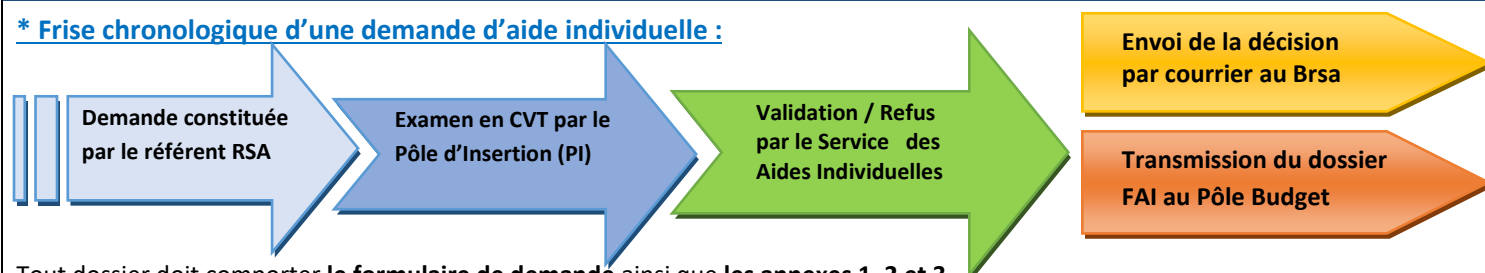 * Frise chronologique d’une demande d’aide individuelle :
Demande constituée
par le référent RSA
Examen en CVT par le
Pôle d’Insertion (PI)
Validation / Refus
par le Service des
Aides Individuelles
Envoi de la décision
par courrier au Brsa
Transmission du dossier
FAI au Pôle Budget
Tout dossier doit comporter le formulaire de demande ainsi que les annexes 1, 2 et 3